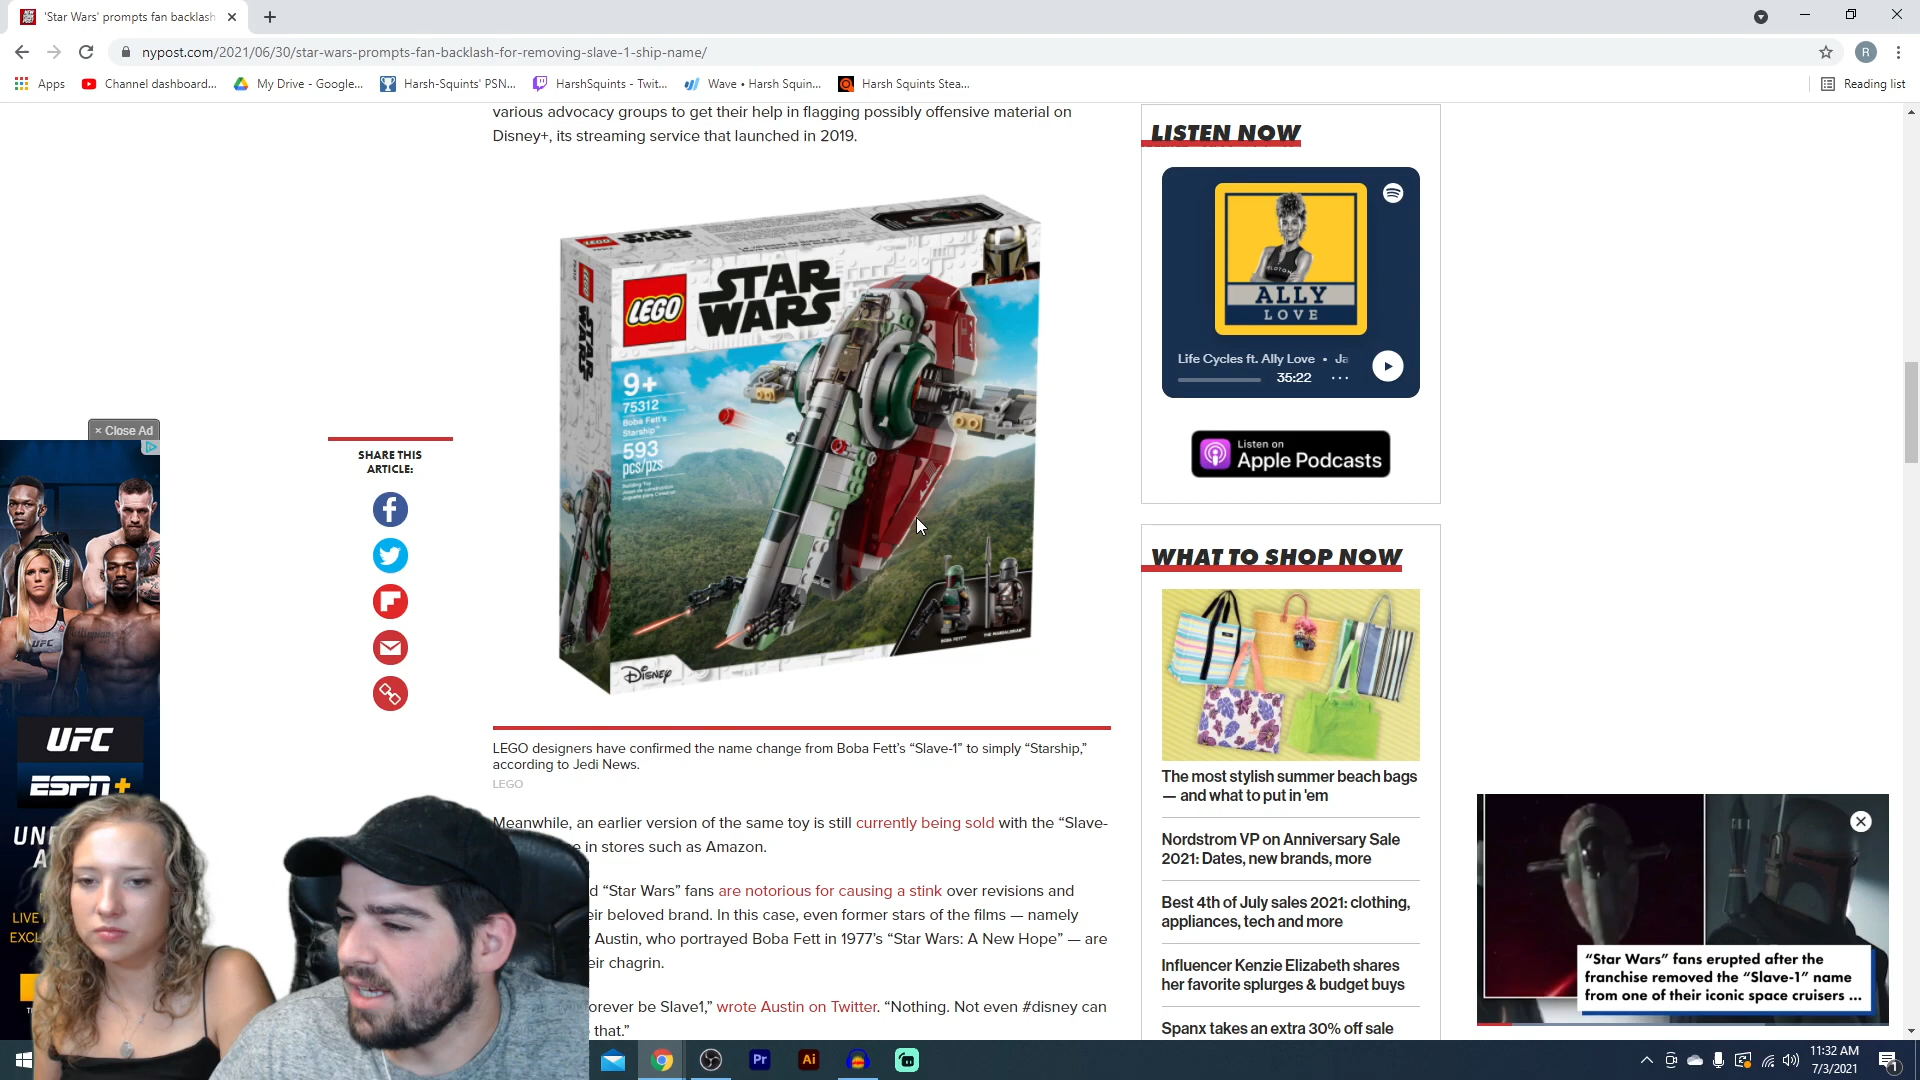 'Star Wars' prompts fan backlash
nypost.com/2021/06/30/star-wars-prompts-fan-backlash-for-removing-slave-1-ship-name/
R
Apps
Channel dashboard...
My Drive - Google...
Harsh-Squints' PSN...
HarshSquints - Twit...
Wave • Harsh Squin...
Harsh Squints Stea...
Reading list
various advocacy groups to get their help in flagging possibly offensive material on
Disney+, its streaming service that launched in 2019.
LEGO
STAR
WARS
LEGO
STAR
WARS
9+
75312
Boba Fett's
Starship™
593
pcs/pzs
BOBA FETT™
THE MANDALORIAN™
Disney
LEGO designers have confirmed the name change from Boba Fett's “Slave-1” to simply “Starship,”
according to Jedi News.
LEGO
Meanwhile, an earlier version of the same toy is still currently being sold with the “Slave-
in stores such as Amazon.
“Star Wars” fans are notorious for causing a stink over revisions and
beloved brand. In this case, even former stars of the films — namely
Austin, who portrayed Boba Fett in 1977's “Star Wars: A New Hope” — are
chagrin.
be Slave1,” wrote Austin on Twitter. “Nothing. Not even #disney can
that.”
× Close Ad
UFC
UFC
ESPN+
SHARE THIS
ARTICLE:
LISTEN NOW
ALLY
LOVE
Life Cycles ft. Ally Love •
35:22
Listen on
Apple Podcasts
WHAT TO SHOP NOW
The most stylish summer beach bags
— and what to put in 'em
Nordstrom VP on Anniversary Sale
2021: Dates, new brands, more
Best 4th of July sales 2021: clothing,
appliances, tech and more
Influencer Kenzie Elizabeth shares
her favorite splurges & budget buys
Spanx takes an extra 30% off sale
“Star Wars” fans erupted after the
franchise removed the “Slave-1” name
from one of their iconic space cruisers ...
Pr
Ai
11:32 AM
7/3/2021
1